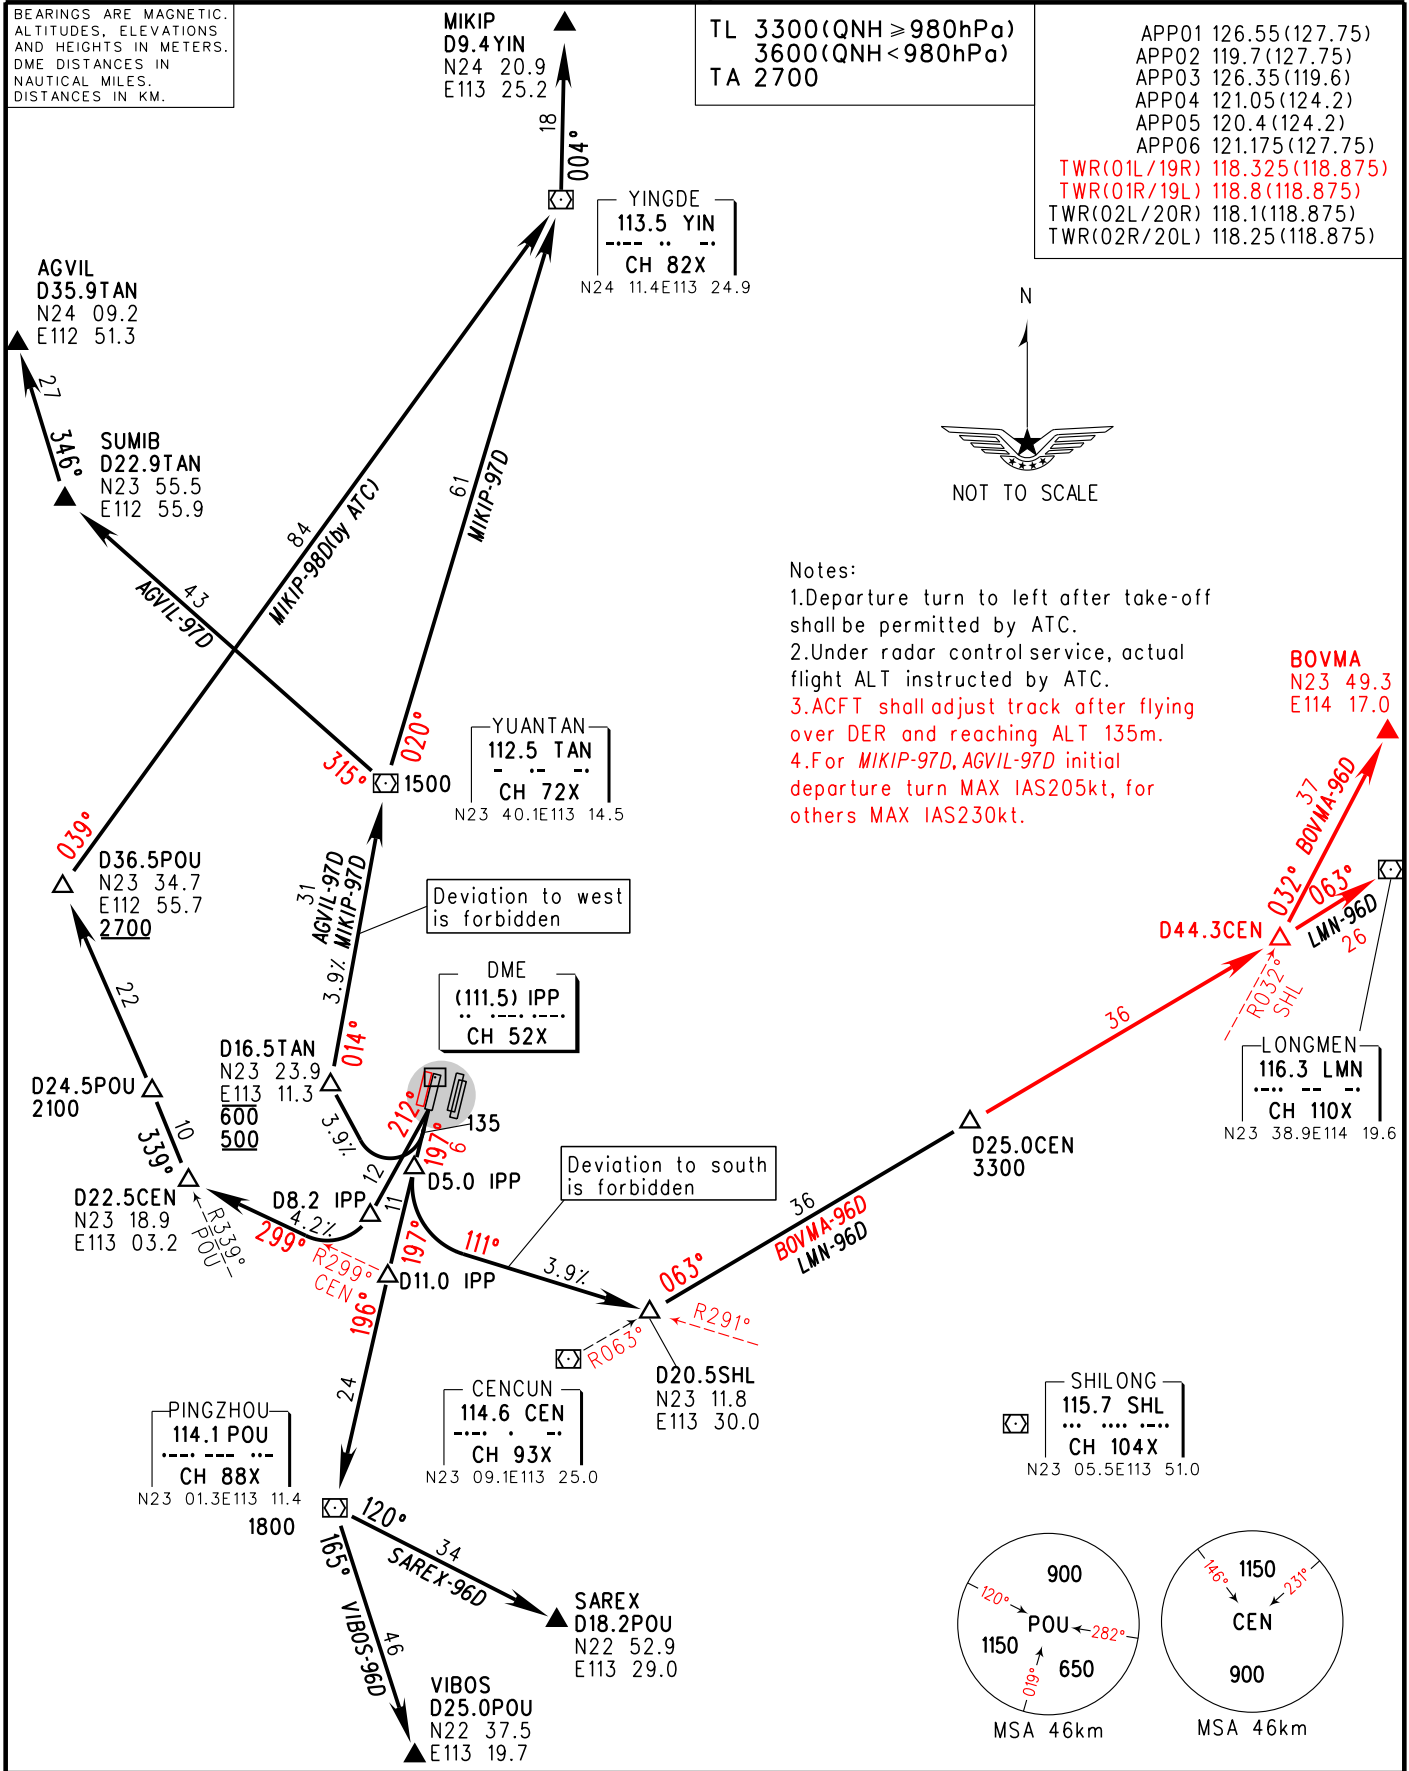 BEARINGS ARE MAGNETIC.
ALTITUDES, ELEVATIONS
AND HEIGHTS IN METERS.
DME DISTANCES IN
NAUTICAL MILES.
DISTANCES IN KM.
MIKIP
D9.4YIN
N24 20.9
E113 25.2
TL 3300(QNH≥980hPa)
3600(QNH<980hPa)
TA 2700
APP01 126.55(127.75)
APP02 119.7(127.75)
APP03 126.35(119.6)
APP04 121.05(124.2)
APP05 120.4(124.2)
APP06 121.175(127.75)
TWR(01L/19R) 118.325(118.875)
TWR(01R/19L) 118.8(118.875)
TWR(02L/20R) 118.1(118.875)
TWR(02R/20L) 118.25(118.875)
18
004°
YINGDE
113.5 YIN
-.-- .. -.
CH 82X
N24 11.4E113 24.9
AGVIL
D35.9TAN
N24 09.2
E112 51.3
27
346°
SUMIB
D22.9TAN
N23 55.5
E112 55.9
N
NOT TO SCALE
84
MIKIP-98D(by ATC)
61
MIKIP-97D
43
AGVIL-97D
Notes:
1.Departure turn to left after take-off
shall be permitted by ATC.
2.Under radar control service, actual
flight ALT instructed by ATC.
3.ACFT shall adjust track after flying
over DER and reaching ALT 135m.
4.For MIKIP-97D,AGVIL-97D initial
departure turn MAX IAS205kt, for
others MAX IAS230kt.
BOVMA
N23 49.3
E114 17.0
315°
020°
1500
YUANTAN
112.5 TAN
- .- -.
CH 72X
N23 40.1E113 14.5
039°
D36.5POU
N23 34.7
E112 55.7
2700
31
AGVIL-97D
MIKIP-97D
3.9%
014°
Deviation to west
is forbidden
37
BOVMA-96D
032°
063°
LMN-96D
26
D44.3CEN
R032°
SHL
36
22
DME
(111.5) IPP
.. .--. .--.
CH 52X
D16.5TAN
N23 23.9
E113 11.3
600
500
D24.5POU
2100
10
339°
3.9%
212°
197°
6
135
12
11
D5.0 IPP
LONGMEN
116.3 LMN
.-.. -- -.
CH 110X
N23 38.9E114 19.6
D25.0CEN
3300
Deviation to south
is forbidden
D22.5CEN
N23 18.9
E113 03.2
R339°
POU
D8.2 IPP
4.2%
299°
R299°
CEN
197°
D11.0 IPP
111°
3.9%
063°
36
BOVMA-96D
LMN-96D
196°
R291°
R063°
D20.5SHL
N23 11.8
E113 30.0
24
CENCUN
114.6 CEN
-.-. . -.
CH 93X
N23 09.1E113 25.0
PINGZHOU
114.1 POU
.--. --- ..-
CH 88X
N23 01.3E113 11.4
1800
SHILONG
115.7 SHL
... .... .-..
CH 104X
N23 05.5E113 51.0
120°
34
SAREX-96D
165°
46
VIBOS-96D
SAREX
D18.2POU
N22 52.9
E113 29.0
VIBOS
D25.0POU
N22 37.5
E113 19.7
900
120°
POU
282°
1150
650
019°
MSA 46km
1150
146°
231°
CEN
900
MSA 46km